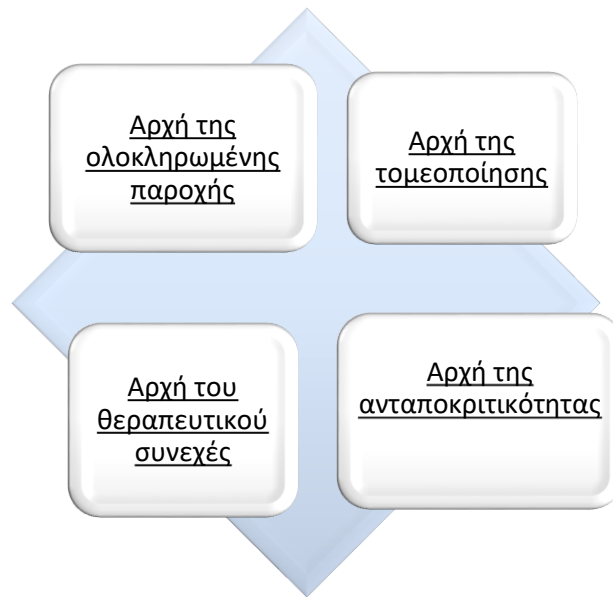 Αρχή της
ολοκληρωμένης
παροχής
Αρχή της
τομεοποίησης
Αρχή του
θεραπευτικού
συνεχές
Αρχή της
ανταποκριτικότητας